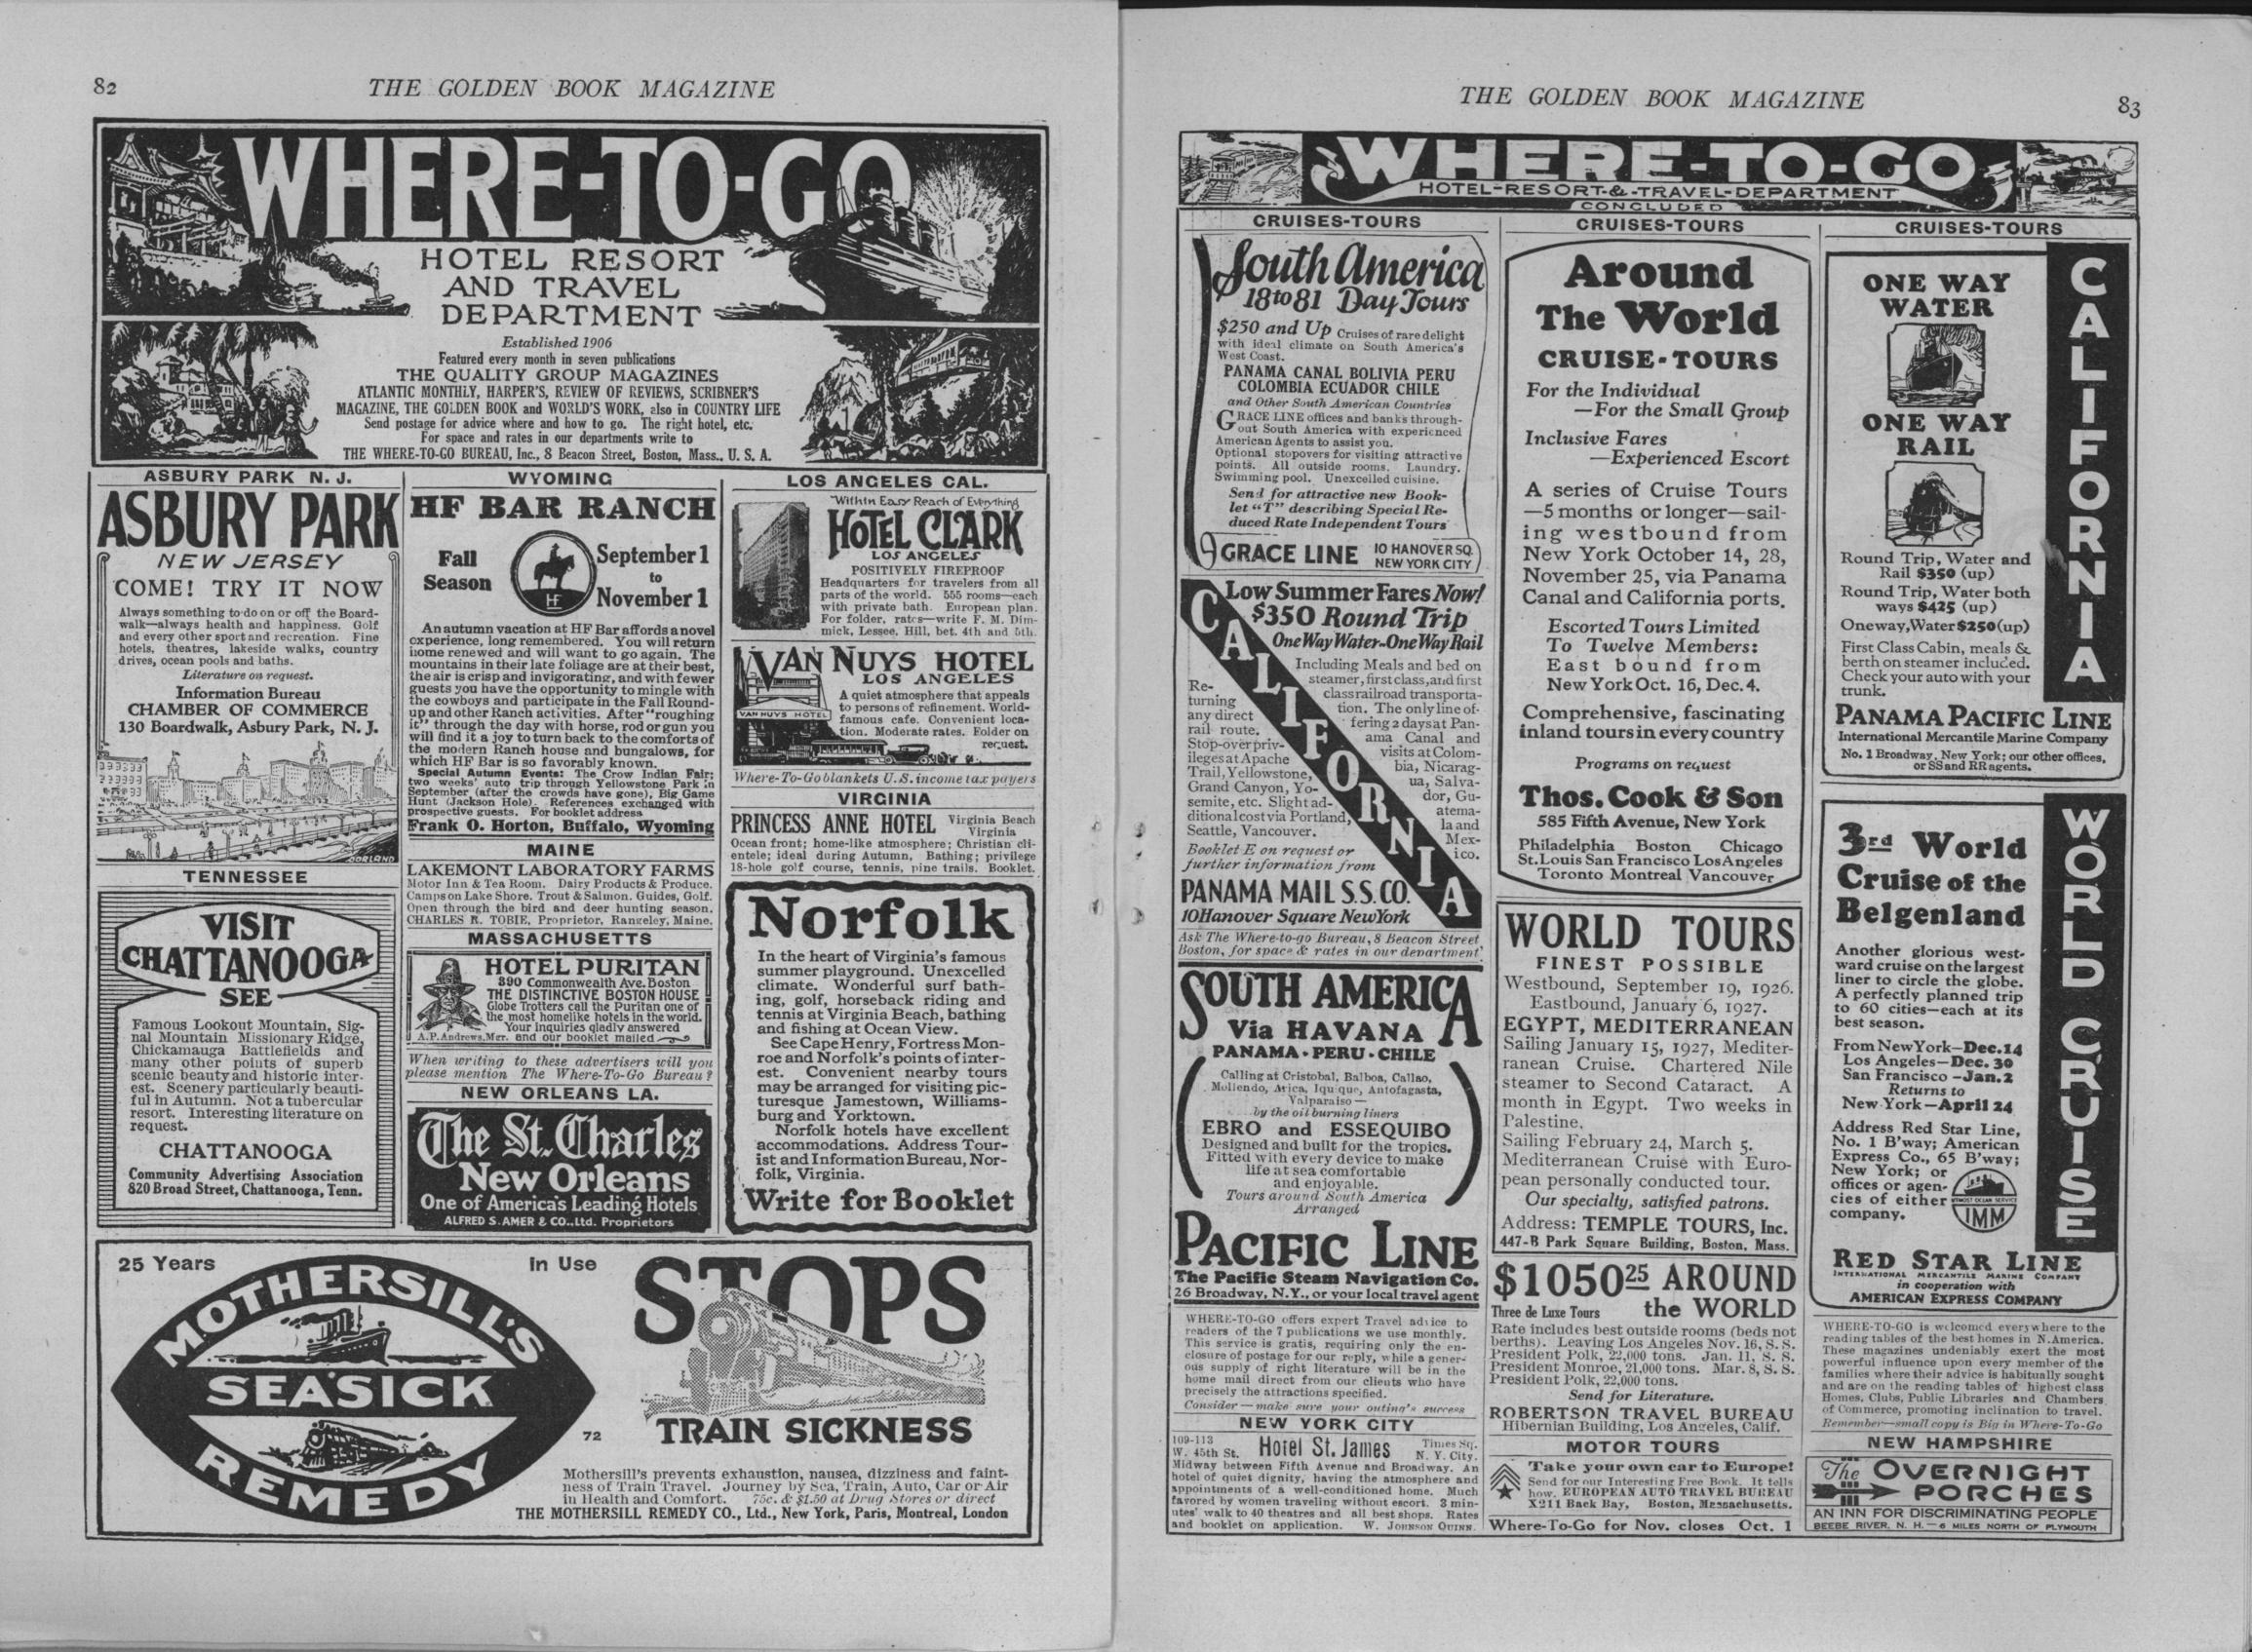 82
THE GOLDEN BOOK MAGAZINE
WHERE-TO-GO
HOTEL RESORT
AND TRAVEL
DEPARTMENT
Established 1906
Featured every month in seven publications
THE QUALITY GROUP MAGAZINES
ATLANTIC MONTHLY, HARPER'S, REVIEW OF REVIEWS, SCRIBNER'S
MAGAZINE, THE GOLDEN BOOK and WORLD'S WORK, also in COUNTRY LIFE
Send postage for advice where and how to go. The right hotel, etc.
For space and rates in our departments write to
THE WHERE-TO-GO BUREAU, Inc., 8 Beacon Street, Boston, Mass., U. S. A.
ASBURY PARK N. J.
ASBURY PARK
NEW JERSEY
COME! TRY IT NOW
Always something to do on or off the Board-
walk—always health and happiness. Golf
and every other sport and recreation. Fine
hotels, theatres, lakeside walks, country
drives, ocean pools and baths.
Literature on request.
Information Bureau
CHAMBER OF COMMERCE
130 Boardwalk, Asbury Park, N. J.
DORLAND
TENNESSEE
VISIT
CHATTANOOGA
SEE
Famous Lookout Mountain, Sig-
nal Mountain Missionary Ridge,
Chickamauga Battlefields and
many other points of superb
scenic beauty and historic inter-
est. Scenery particularly beauti-
ful in Autumn. Not a tubercular
resort. Interesting literature on
request.
CHATTANOOGA
Community Advertising Association
820 Broad Street, Chattanooga, Tenn.
WYOMING
HF BAR RANCH
Fall
Season
HF
September 1
to
November 1
An autumn vacation at HF Bar affords a novel
experience, long remembered. You will return
home renewed and will want to go again. The
mountains in their late foliage are at their best,
the air is crisp and invigorating, and with fewer
guests you have the opportunity to mingle with
the cowboys and participate in the Fall Round-
up and other Ranch activities. After "roughing
it" through the day with horse, rod or gun you
will find it a joy to turn back to the comforts of
the modern Ranch house and bungalows, for
which HF Bar is so favorably known.
Special Autumn Events: The Crow Indian Fair;
two weeks' auto trip through Yellowstone Park in
September (after the crowds have gone), Big Game
Hunt (Jackson Hole). References exchanged with
prospective guests. For booklet address
Frank O. Horton, Buffalo, Wyoming
MAINE
LAKEMONT LABORATORY FARMS
Motor Inn & Tea Room. Dairy Products & Produce.
Camps on Lake Shore. Trout & Salmon. Guides, Golf.
Open through the bird and deer hunting season.
CHARLES R. TOBIE, Proprietor, Rangeley, Maine.
MASSACHUSETTS
HOTEL PURITAN
390 Commonwealth Ave. Boston
THE DISTINCTIVE BOSTON HOUSE
Globe Trotters call the Puritan one of
the most homelike hotels in the world.
Your inquiries gladly answered
A.P. Andrews, Mgr. and our booklet mailed
When writing to these advertisers will you
please mention The Where-To-Go Bureau?
NEW ORLEANS LA.
The St. Charles
New Orleans
One of America's Leading Hotels
ALFRED S. AMER & CO., Ltd. Proprietors
LOS ANGELES CAL.
"Within Easy Reach of Everything
HOTEL CLARK
LOS ANGELES
POSITIVELY FIREPROOF
Headquarters for travelers from all
parts of the world. 555 rooms—each
with private bath. European plan.
For folder, rates—write F. M. Dim-
mick, Lessee, Hill, bet. 4th and 5th.
VAN NUYS HOTEL
LOS ANGELES
VAN NUYS HOTEL
A quiet atmosphere that appeals
to persons of refinement. World-
famous cafe. Convenient loca-
tion. Moderate rates. Folder on
request.
Where-To-Go blankets U.S. income tax payers
VIRGINIA
PRINCESS ANNE HOTEL Virginia Beach
Virginia
Ocean front; home-like atmosphere; Christian cli-
entele; ideal during Autumn, Bathing; privilege
18-hole golf course, tennis, pine trails. Booklet.
Norfolk
In the heart of Virginia's famous
summer playground. Unexcelled
climate. Wonderful surf bath-
ing, golf, horseback riding and
tennis at Virginia Beach, bathing
and fishing at Ocean View.
See Cape Henry, Fortress Mon-
roe and Norfolk's points of inter-
est. Convenient nearby tours
may be arranged for visiting pic-
turesque Jamestown, Williams-
burg and Yorktown.
Norfolk hotels have excellent
accommodations. Address Tour-
ist and Information Bureau, Nor-
folk, Virginia.
Write for Booklet
25 Years
in Use
MOTHERSILL'S
SEASICK
REMEDY
STOPS
TRAIN SICKNESS
72
Mothersill's prevents exhaustion, nausea, dizziness and faint-
ness of Train Travel. Journey by Sea, Train, Auto, Car or Air
in Health and Comfort. 75c. & $1.50 at Drug Stores or direct
THE MOTHERSILL REMEDY CO., Ltd., New York, Paris, Montreal, London
THE GOLDEN BOOK MAGAZINE
83
WHERE-TO-GO
HOTEL-RESORT-&-TRAVEL-DEPARTMENT
CONCLUDED
CRUISES-TOURS
South America
18 to 81 Day Tours
$250 and Up Cruises of rare delight
with ideal climate on South America's
West Coast.
PANAMA CANAL BOLIVIA PERU
COLOMBIA ECUADOR CHILE
and Other South American Countries
GRACE LINE offices and banks through-
out South America with experienced
American Agents to assist you.
Optional stopovers for visiting attractive
points. All outside rooms. Laundry.
Swimming pool. Unexcelled cuisine.
Send for attractive new Book-
let "T" describing Special Re-
duced Rate Independent Tours
GRACE LINE 10 HANOVER SQ.
NEW YORK CITY
CALIFORNIA
Low Summer Fares Now!
$350 Round Trip
One Way Water-One Way Rail
Including Meals and bed on
steamer, first class, and first
class railroad transporta-
tion. The only line of-
fering 2 days at Pan-
ama Canal and
visits at Colom-
bia, Nicarag-
ua, Salva-
dor, Gu-
atema-
la and
Mex-
ico.
Re-
turning
any direct
rail route.
Stop-over priv-
ileges at Apache
Trail, Yellowstone,
Grand Canyon, Yo-
semite, etc. Slight ad-
ditional cost via Portland,
Seattle, Vancouver.
Booklet E on request or
further information from
PANAMA MAIL S.S. CO.
10 Hanover Square New York
Ask The Where-to-go Bureau, 8 Beacon Street
Boston, for space & rates in our department
SOUTH AMERICA
Via HAVANA
PANAMA - PERU - CHILE
Calling at Cristobal, Balboa, Callao,
Mollendo, Arica, Iquique, Antofagasta,
Valparaiso—
by the oil burning liners
EBRO and ESSEQUIBO
Designed and built for the tropics.
Fitted with every device to make
life at sea comfortable
and enjoyable.
Tours around South America
Arranged
PACIFIC LINE
The Pacific Steam Navigation Co.
26 Broadway, N.Y., or your local travel agent
WHERE-TO-GO offers expert Travel advice to
readers of the 7 publications we use monthly.
This service is gratis, requiring only the en-
closure of postage for our reply, while a gener-
ous supply of right literature will be in the
home mail direct from our clients who have
precisely the attractions specified.
Consider—make sure your outing's success
NEW YORK CITY
109-113
W. 45th St. Hotel St. James Times Sq.
N. Y. City.
Midway between Fifth Avenue and Broadway. An
hotel of quiet dignity, having the atmosphere and
appointments of a well-conditioned home. Much
favored by women traveling without escort. 3 min-
utes' walk to 40 theatres and all best shops. Rates
and booklet on application. W. JOHNSON QUINN.
CRUISES-TOURS
Around
The World
CRUISE-TOURS
For the Individual
—For the Small Group
Inclusive Fares
—Experienced Escort
A series of Cruise Tours
—5 months or longer—sail-
ing westbound from
New York October 14, 28,
November 25, via Panama
Canal and California ports.
Escorted Tours Limited
To Twelve Members:
East bound from
New York Oct. 16, Dec. 4.
Comprehensive, fascinating
inland tours in every country
Programs on request
Thos. Cook & Son
585 Fifth Avenue, New York
Philadelphia Boston Chicago
St. Louis San Francisco Los Angeles
Toronto Montreal Vancouver
WORLD TOURS
FINEST POSSIBLE
Westbound, September 19, 1926.
Eastbound, January 6, 1927.
EGYPT, MEDITERRANEAN
Sailing January 15, 1927, Mediter-
ranean Cruise. Chartered Nile
steamer to Second Cataract. A
month in Egypt. Two weeks in
Palestine.
Sailing February 24, March 5.
Mediterranean Cruise with Euro-
pean personally conducted tour.
Our specialty, satisfied patrons.
Address: TEMPLE TOURS, Inc.
447-B Park Square Building, Boston, Mass.
$1050.25 AROUND
Three de Luxe Tours the WORLD
Rate includes best outside rooms (beds not
berths). Leaving Los Angeles Nov. 16, S. S.
President Polk, 22,000 tons. Jan. 11, S. S.
President Monroe, 21,000 tons. Mar. 8, S. S.
President Polk, 22,000 tons.
Send for Literature.
ROBERTSON TRAVEL BUREAU
Hibernian Building, Los Angeles, Calif.
MOTOR TOURS
Take your own car to Europe!
Send for our Interesting Free Book. It tells
how. EUROPEAN AUTO TRAVEL BUREAU
X211 Back Bay, Boston, Massachusetts.
Where-To-Go for Nov. closes Oct. 1
CRUISES-TOURS
CALIFORNIA
ONE WAY
WATER
ONE WAY
RAIL
Round Trip, Water and
Rail $350 (up)
Round Trip, Water both
ways $425 (up)
Oneway, Water $250 (up)
First Class Cabin, meals &
berth on steamer included.
Check your auto with your
trunk.
PANAMA PACIFIC LINE
International Mercantile Marine Company
No. 1 Broadway, New York; our other offices,
or SS and RR agents.
WORLD CRUISE
3rd World
Cruise of the
Belgenland
Another glorious west-
ward cruise on the largest
liner to circle the globe.
A perfectly planned trip
to 60 cities—each at its
best season.
From New York—Dec. 14
Los Angeles—Dec. 30
San Francisco—Jan. 2
Returns to
New York—April 24
Address Red Star Line,
No. 1 B'way; American
Express Co., 65 B'way;
New York; or
offices or agen-
cies of either
company.
IMM
RED STAR LINE
INTERNATIONAL MERCANTILE MARINE COMPANY
in cooperation with
AMERICAN EXPRESS COMPANY
WHERE-TO-GO is welcomed everywhere to the
reading tables of the best homes in N. America.
These magazines undeniably exert the most
powerful influence upon every member of the
families where their advice is habitually sought
and are on the reading tables of highest class
Homes, Clubs, Public Libraries and Chambers
of Commerce, promoting inclination to travel.
Remember—small copy is Big in Where-To-Go
NEW HAMPSHIRE
The OVERNIGHT
PORCHES
AN INN FOR DISCRIMINATING PEOPLE
BEEBE RIVER, N. H.—6 MILES NORTH OF PLYMOUTH